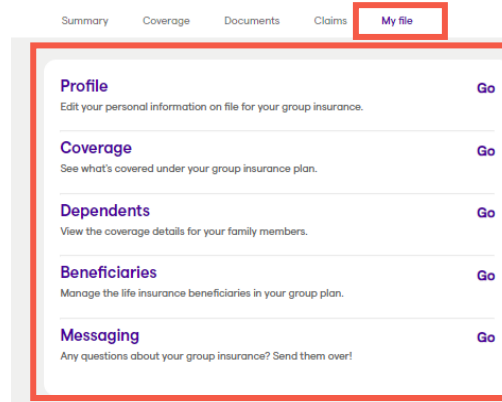 Summary Coverage Documents Claims My file
Profile Go
Edit your personal information on file for your group insurance.
Coverage Go
See what's covered under your group insurance plan.
Dependents Go
View the coverage details for your family members.
Beneficiaries Go
Manage the life insurance beneficiaries in your group plan.
Messaging Go
Any questions about your group insurance? Send them over!